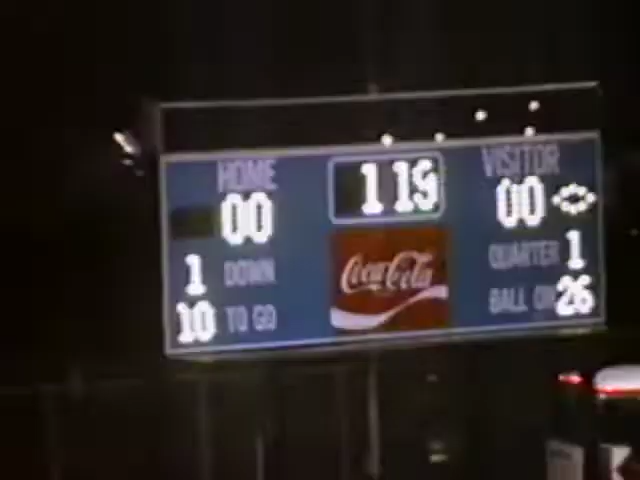 HOME 1 19 VISITOR
00 00
1 DOWN Coca-Cola QUARTER 1
10 TO GO BALL ON 26